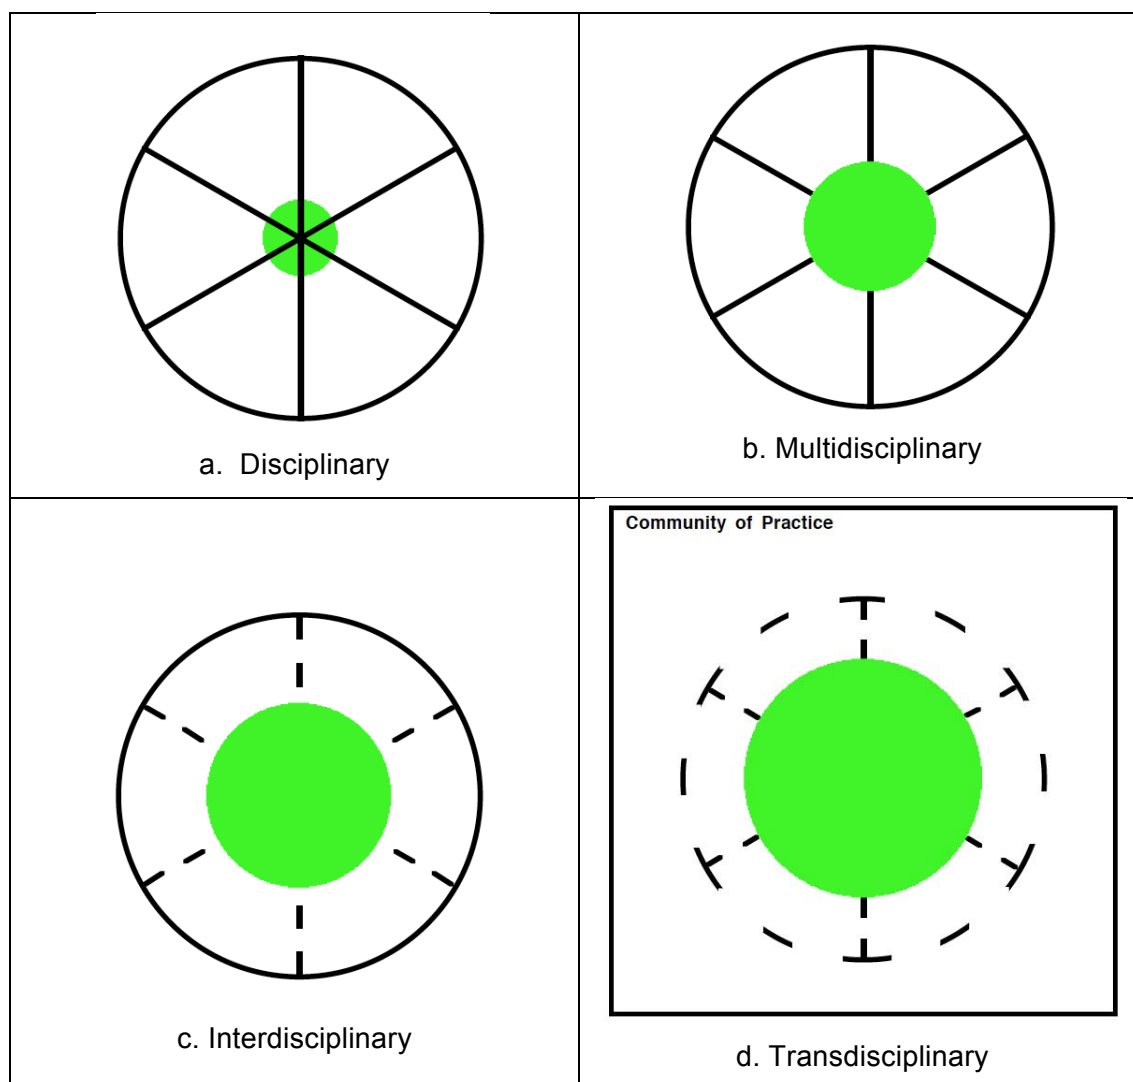 a. Disciplinary
b. Multidisciplinary
c. Interdisciplinary
Community of Practice
d. Transdisciplinary